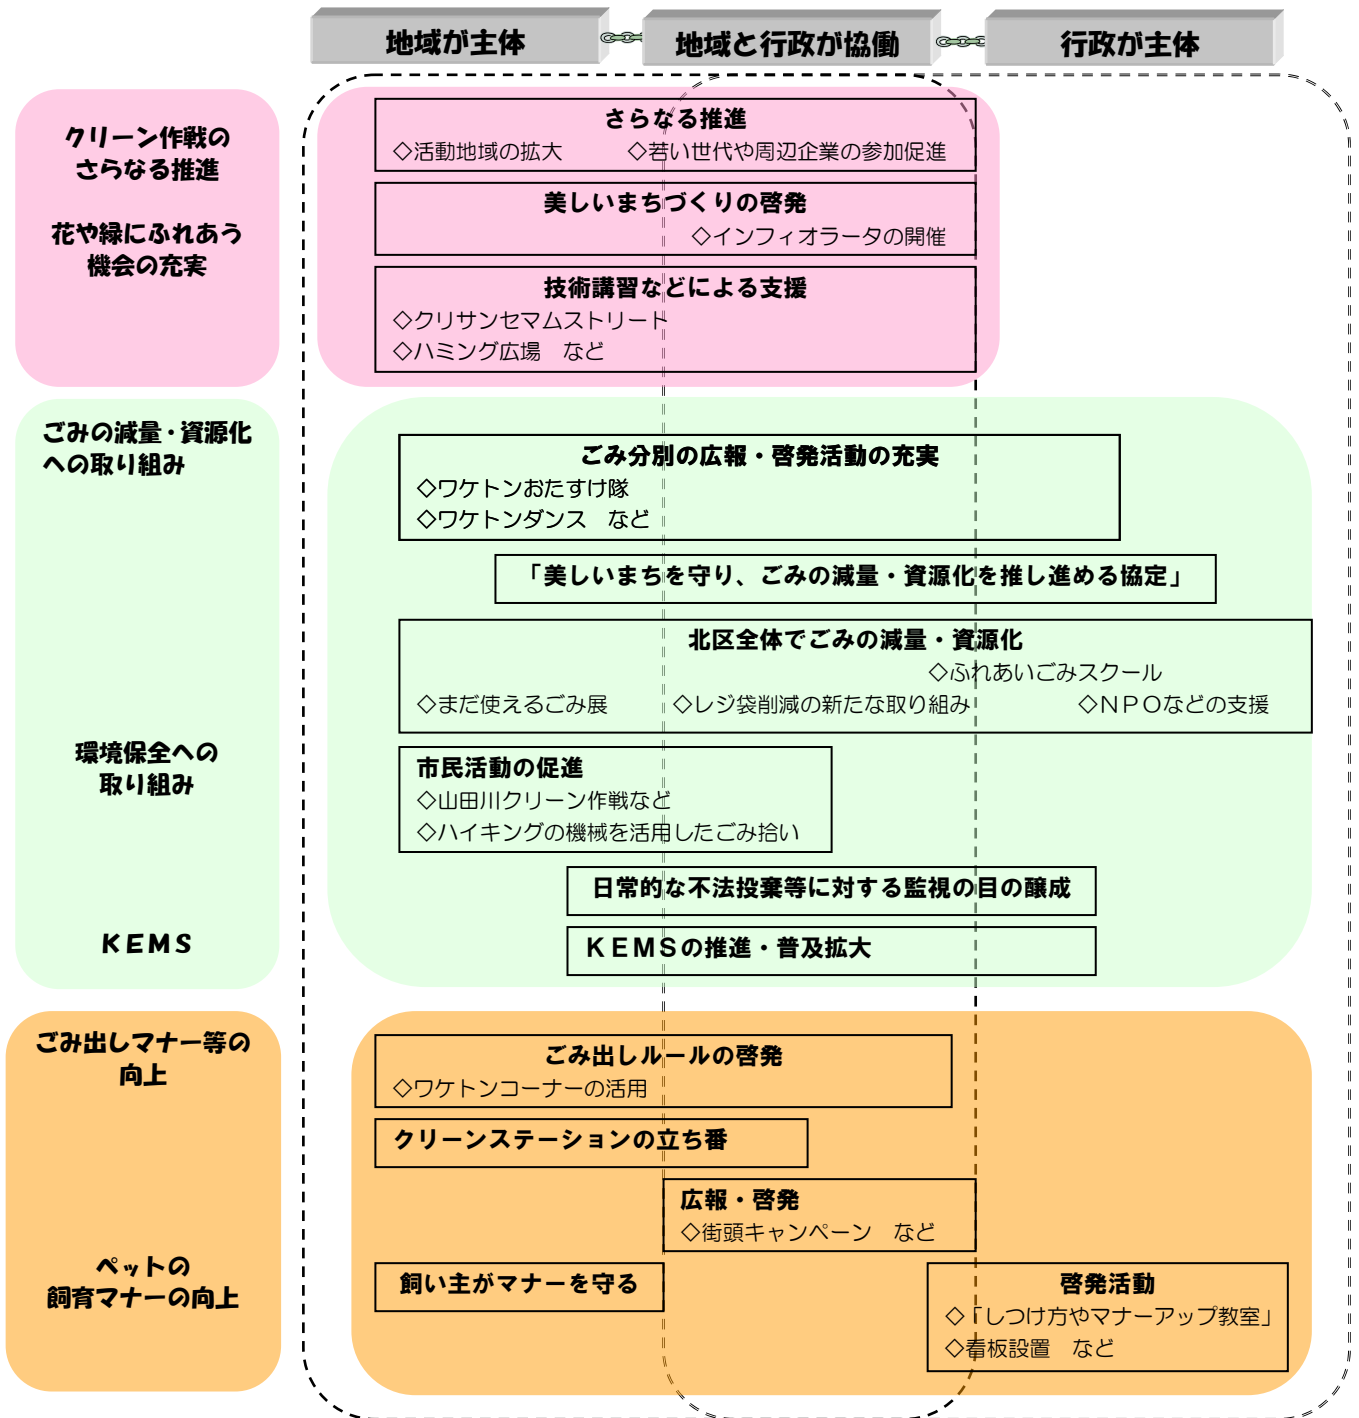 地域が主体
地域と行政が協働
行政が主体
クリーン作戦の
さらなる推進
花や緑にふれあう
機会の充実
さらなる推進
◇活動地域の拡大　　　◇若い世代や周辺企業の参加促進
美しいまちづくりの啓発
◇インフィオラータの開催
技術講習などによる支援
◇クリサンセマムストリート
◇ハミング広場　など
ごみの減量・資源化
への取り組み
環境保全への
取り組み
ＫＥＭＳ
ごみ分別の広報・啓発活動の充実
◇ワケトンおたすけ隊
◇ワケトンダンス　など
「美しいまちを守り、ごみの減量・資源化を推し進める協定」
北区全体でごみの減量・資源化
◇ふれあいごみスクール
◇まだ使えるごみ展　　　◇レジ袋削減の新たな取り組み　　　　　◇ＮＰＯなどの支援
市民活動の促進
◇山田川クリーン作戦など
◇ハイキングの機械を活用したごみ拾い
日常的な不法投棄等に対する監視の目の醸成
ＫＥＭＳの推進・普及拡大
ごみ出しマナー等の
向上
ペットの
飼育マナーの向上
ごみ出しルールの啓発
◇ワケトンコーナーの活用
クリーンステーションの立ち番
広報・啓発
◇街頭キャンペーン　など
飼い主がマナーを守る
啓発活動
◇「しつけ方やマナーアップ教室」
◇看板設置　など